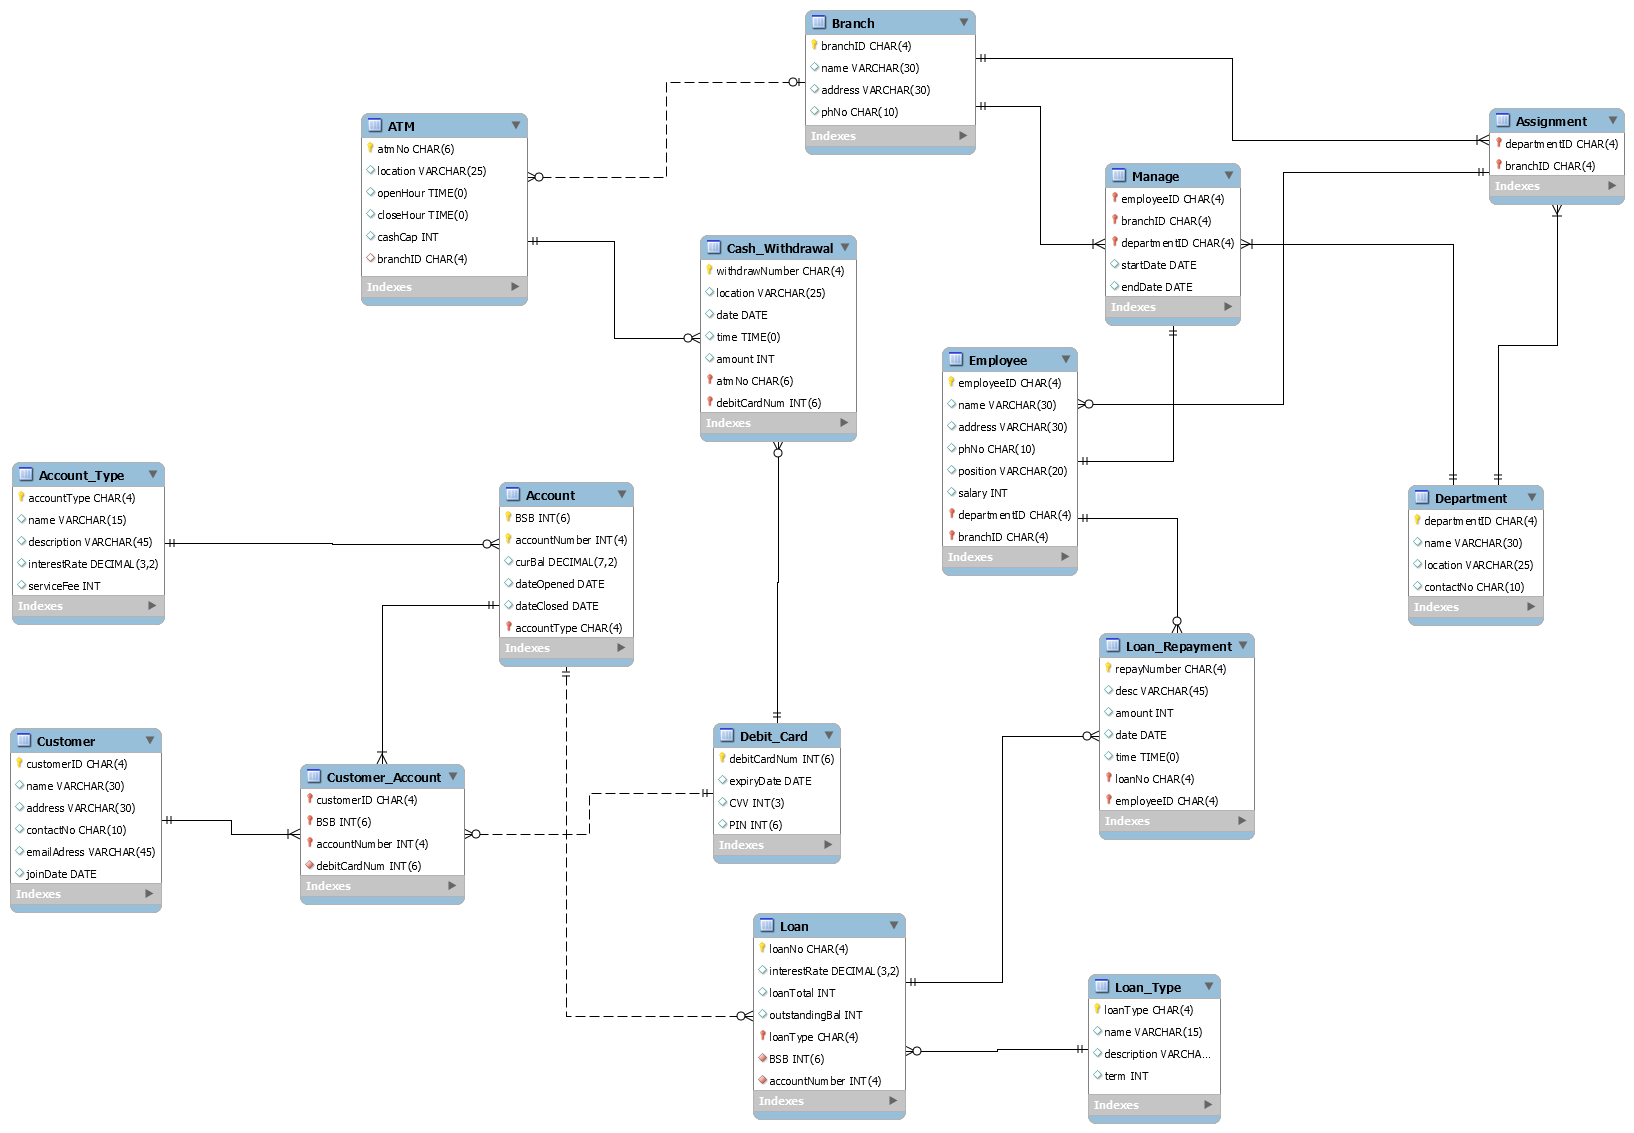 Branch
branchID CHAR(4)
name VARCHAR(30)
address VARCHAR(30)
phNo CHAR(10)
Indexes
ATM
atmNo CHAR(6)
location VARCHAR(25)
openHour TIME(0)
closeHour TIME(0)
cashCap INT
branchID CHAR(4)
Indexes
Assignment
departmentID CHAR(4)
branchID CHAR(4)
Indexes
Manage
employeeID CHAR(4)
branchID CHAR(4)
departmentID CHAR(4)
startDate DATE
endDate DATE
Indexes
Cash_Withdrawal
withdrawNumber CHAR(4)
location VARCHAR(25)
date DATE
time TIME(0)
amount INT
atmNo CHAR(6)
debitCardNum INT(6)
Indexes
Employee
employeeID CHAR(4)
name VARCHAR(30)
address VARCHAR(30)
phNo CHAR(10)
position VARCHAR(20)
salary INT
departmentID CHAR(4)
branchID CHAR(4)
Indexes
Account_Type
accountType CHAR(4)
name VARCHAR(15)
description VARCHAR(45)
interestRate DECIMAL(3,2)
serviceFee INT
Indexes
Account
BSB INT(6)
accountNumber INT(4)
curBal DECIMAL(7,2)
dateOpened DATE
dateClosed DATE
accountType CHAR(4)
Indexes
Department
departmentID CHAR(4)
name VARCHAR(30)
location VARCHAR(25)
contactNo CHAR(10)
Indexes
Loan_Repayment
repayNumber CHAR(4)
desc VARCHAR(45)
amount INT
date DATE
time TIME(0)
loanNo CHAR(4)
employeeID CHAR(4)
Indexes
Customer
customerID CHAR(4)
name VARCHAR(30)
address VARCHAR(30)
contactNo CHAR(10)
emailAdress VARCHAR(45)
joinDate DATE
Indexes
Customer_Account
customerID CHAR(4)
BSB INT(6)
accountNumber INT(4)
debitCardNum INT(6)
Indexes
Debit_Card
debitCardNum INT(6)
expiryDate DATE
CVV INT(3)
PIN INT(6)
Indexes
Loan
loanNo CHAR(4)
interestRate DECIMAL(3,2)
loanTotal INT
outstandingBal INT
loanType CHAR(4)
BSB INT(6)
accountNumber INT(4)
Indexes
Loan_Type
loanType CHAR(4)
name VARCHAR(15)
description VARCHA...
term INT
Indexes